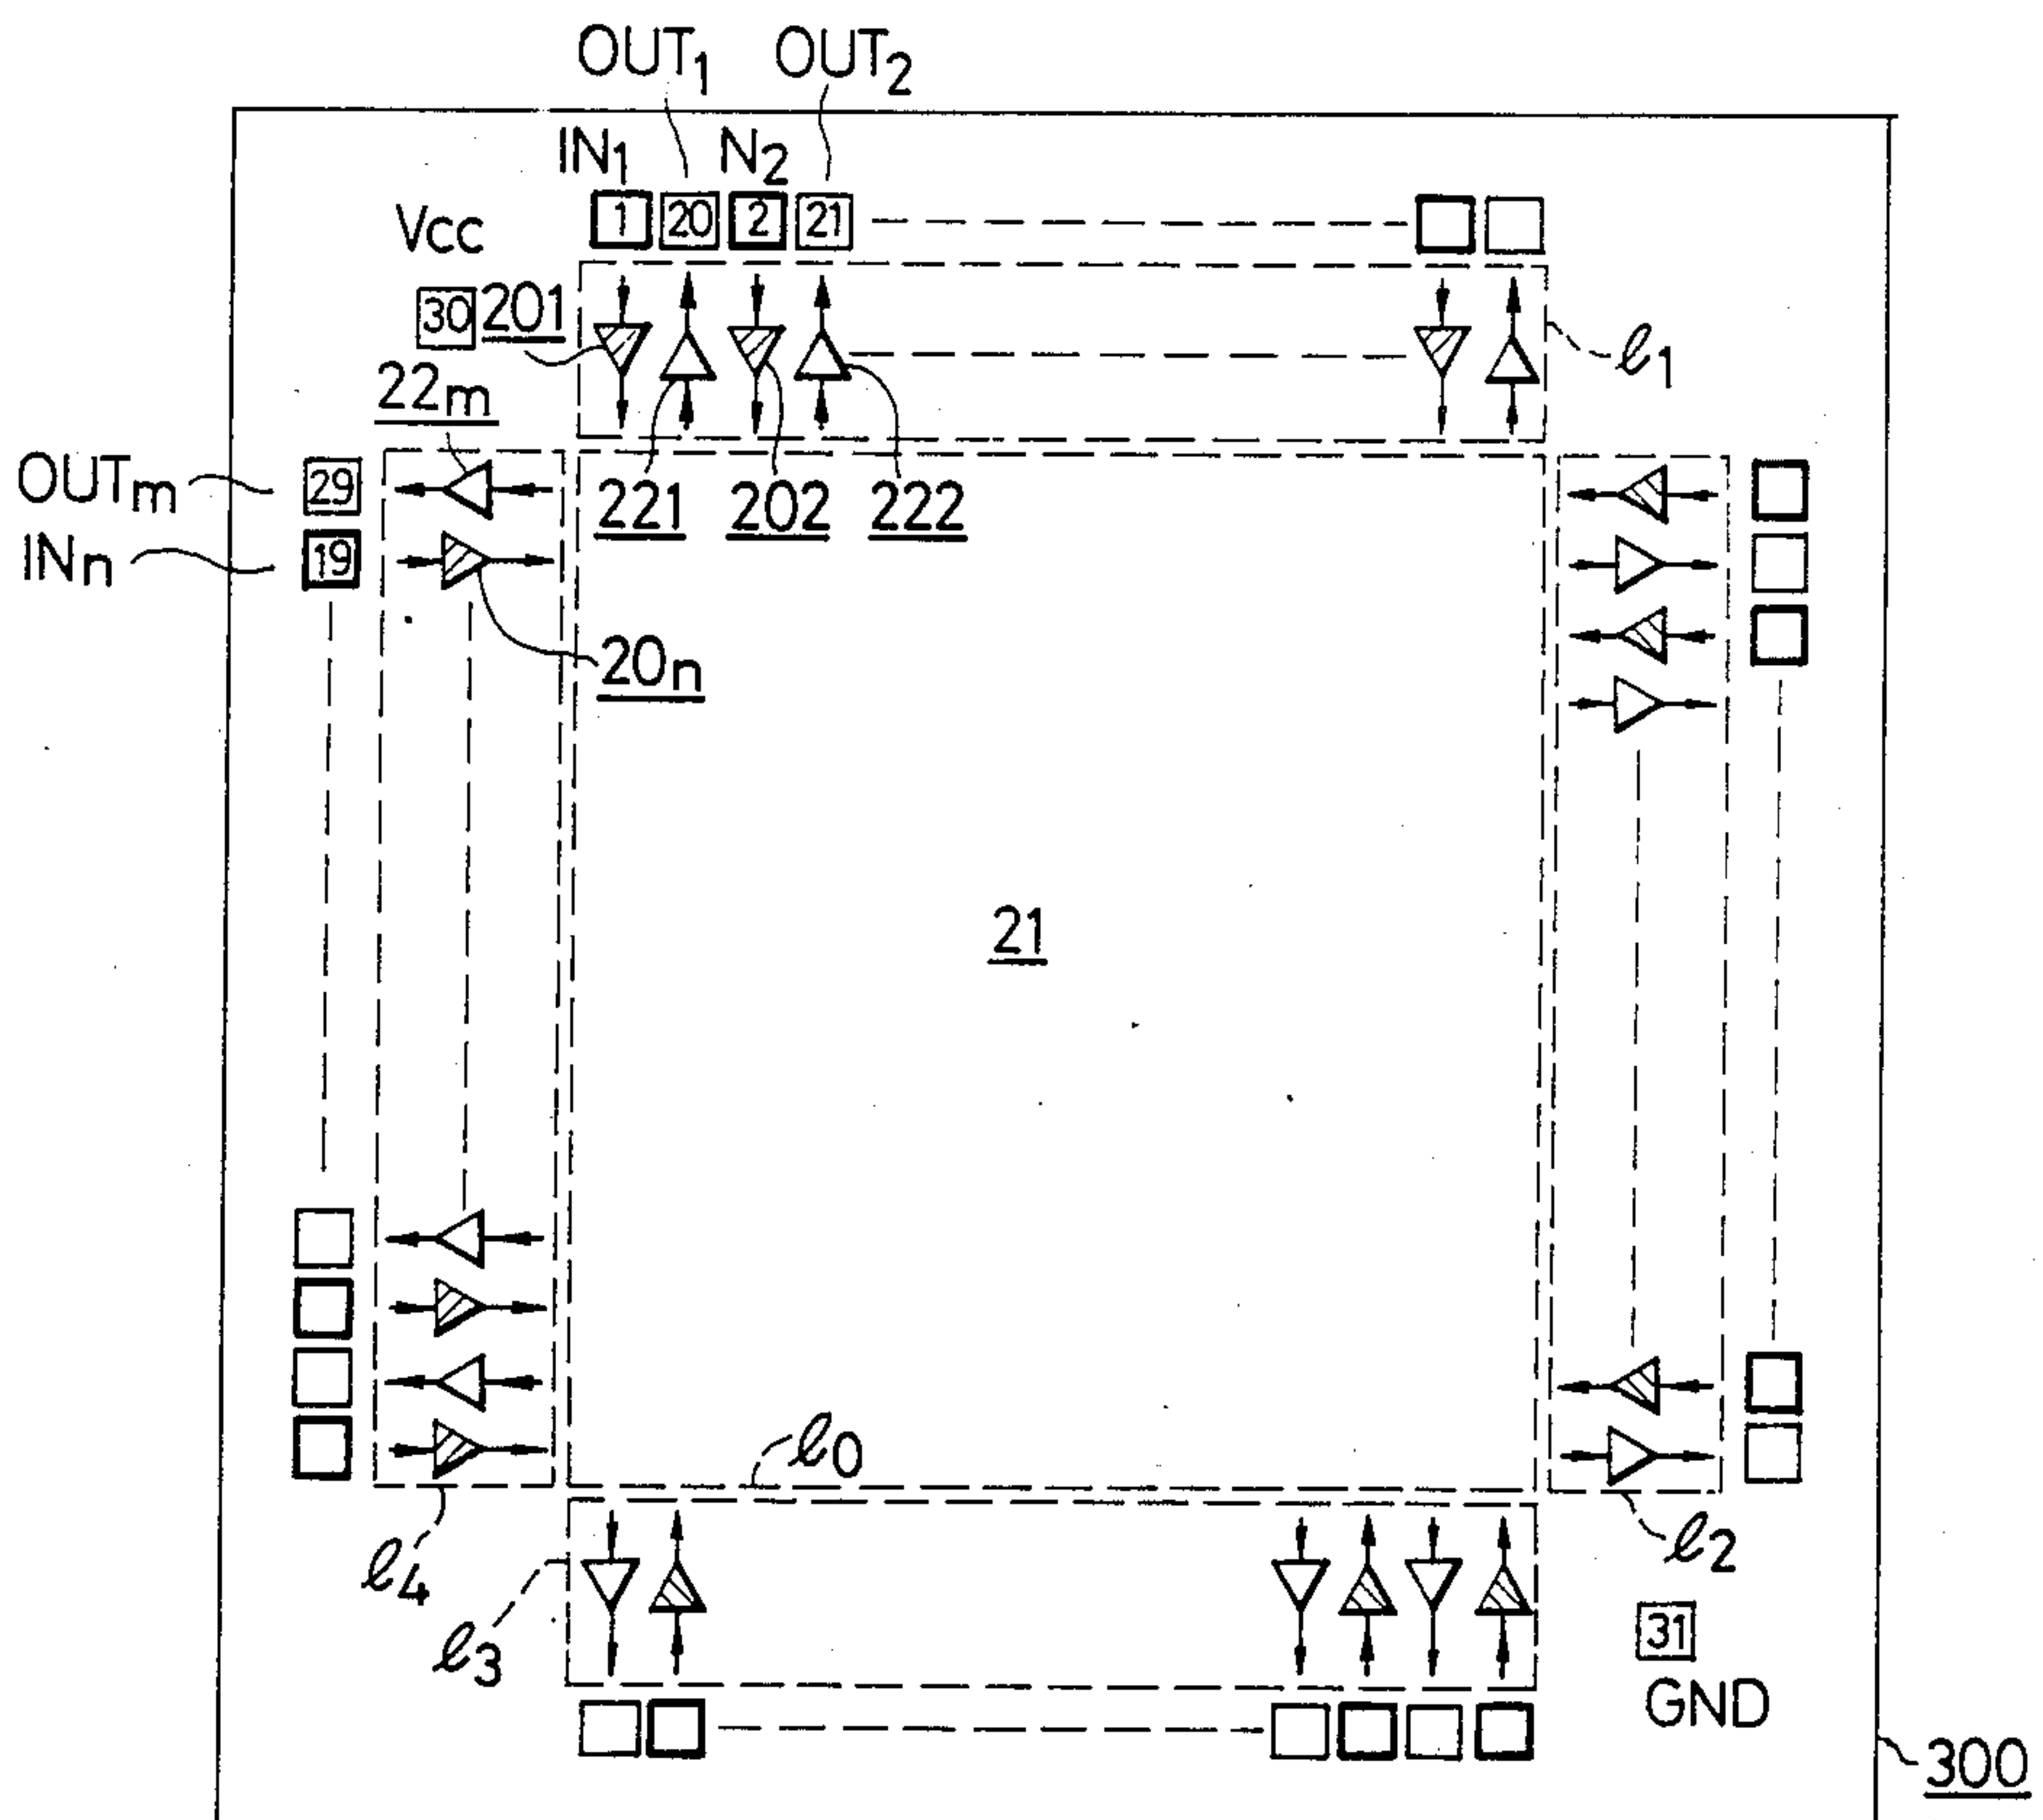 OUT1 OUT2
IN1 N2
1 20 2 21
Vcc
30 201
22m
ℓ1
OUTm 29
221 202 222
INn 19
20n
21
ℓ0
ℓ4
ℓ2
ℓ3
31
GND
300